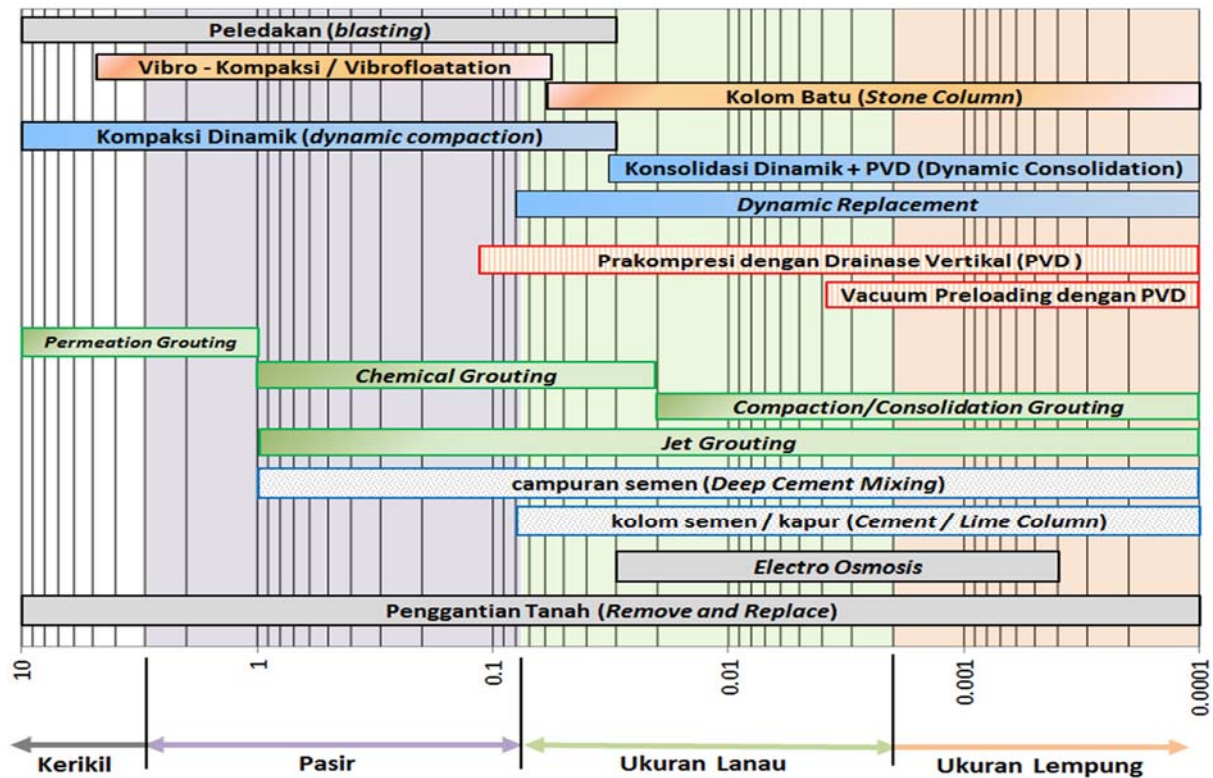 Peledakan (blasting)
Vibro - Kompaksi / Vibrofloatation
Kolom Batu (Stone Column)
Kompaksi Dinamik (dynamic compaction)
Konsolidasi Dinamik + PVD (Dynamic Consolidation)
Dynamic Replacement
Prakompresi dengan Drainase Vertikal (PVD )
Vacuum Preloading dengan PVD
Permeation Grouting
Chemical Grouting
Compaction/Consolidation Grouting
Jet Grouting
campuran semen (Deep Cement Mixing)
kolom semen / kapur (Cement / Lime Column)
Electro Osmosis
Penggantian Tanah (Remove and Replace)
10 1 0.1 0.01 0.001 0.0001
Kerikil Pasir Ukuran Lanau Ukuran Lempung